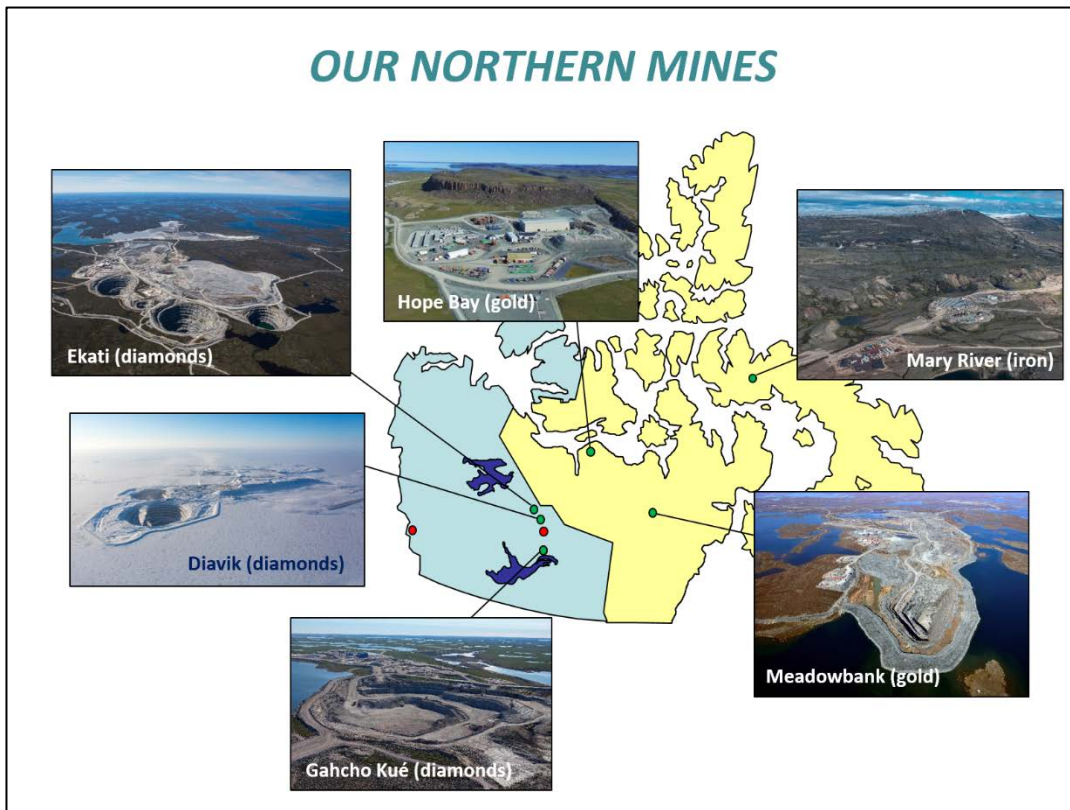 OUR NORTHERN MINES
Ekati (diamonds)
Hope Bay (gold)
Mary River (iron)
Diavik (diamonds)
Meadowbank (gold)
Gahcho Kué (diamonds)